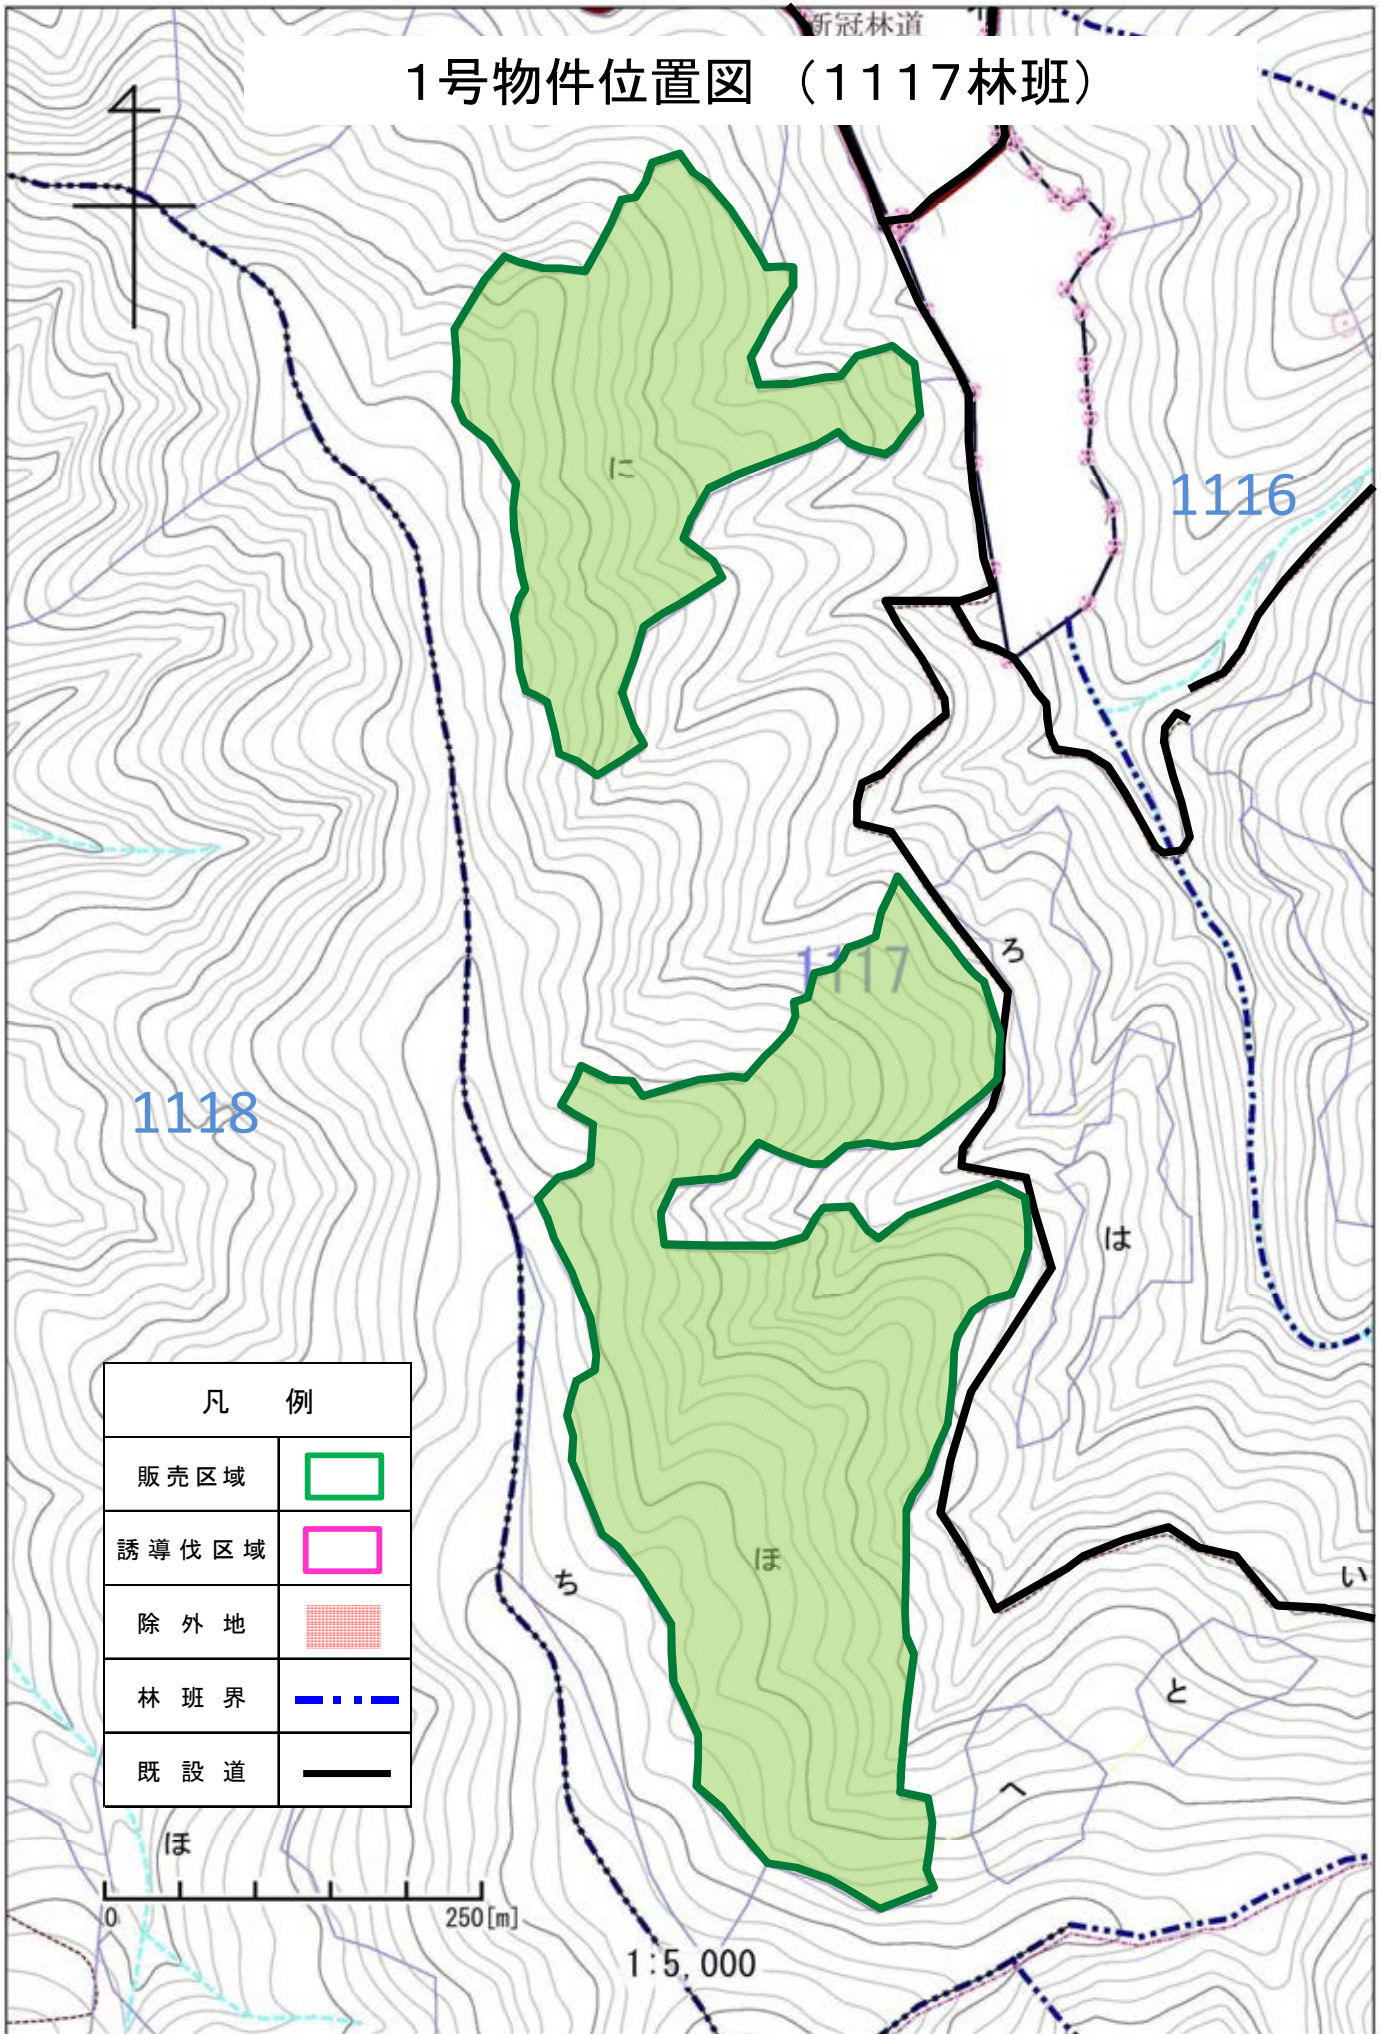 新冠林道
1号物件位置図 （1117林班）
に
1116
1117
ろ
1118
は
凡 例
販売区域
誘導伐区域
除外地
林班界
既設道
ほ
ち
い
と
へ
ほ
0 250[m]
1:5,000